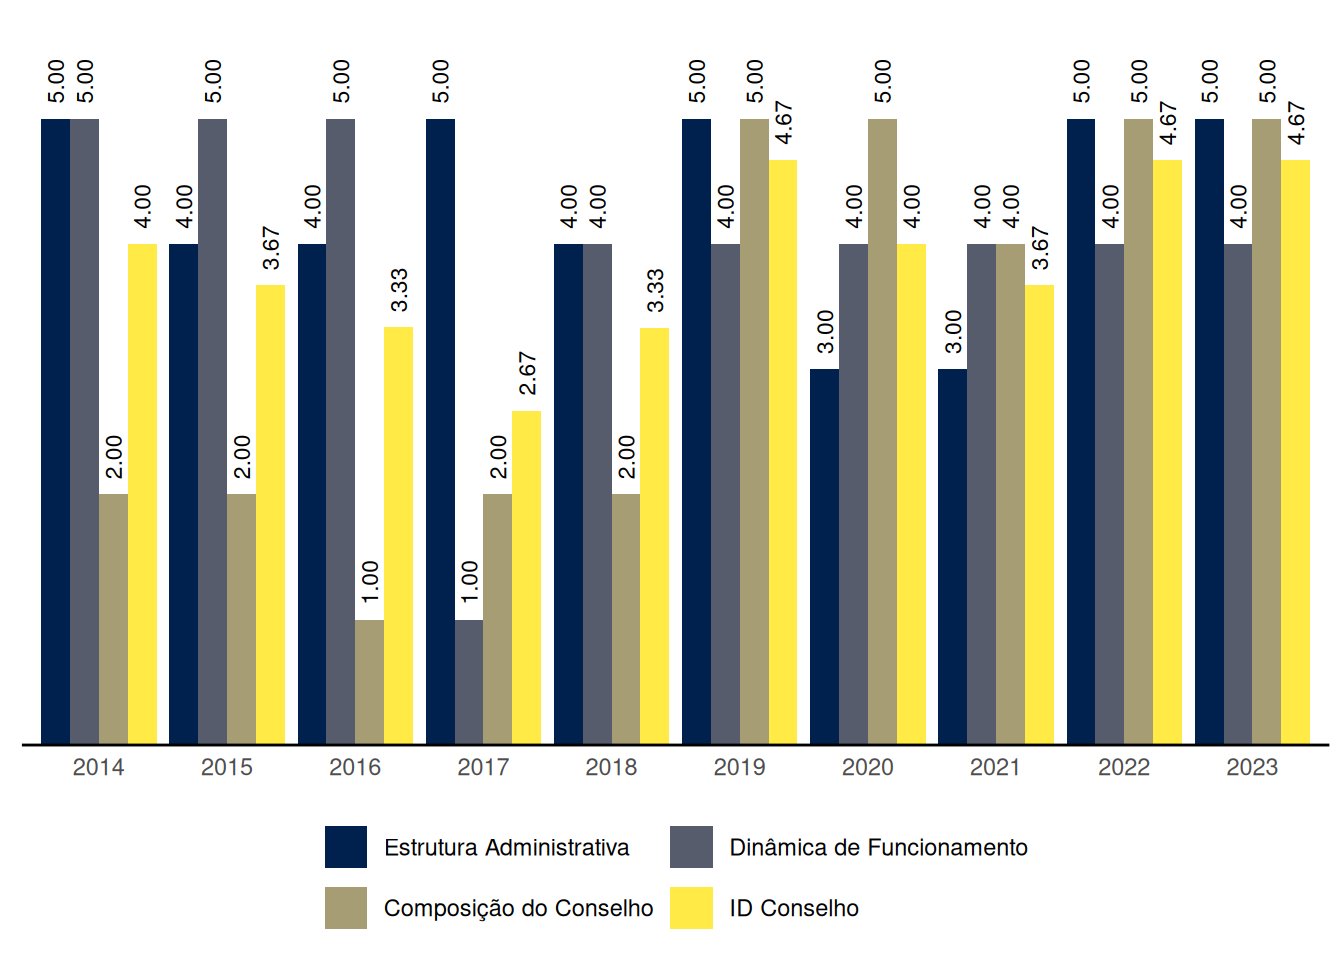 5.00 5.00 2.00 4.00 4.00 5.00 2.00 3.67 4.00 5.00 1.00 3.33 5.00 1.00 2.00 2.67 4.00 4.00 2.00 3.33 5.00 4.00 5.00 4.67 3.00 4.00 5.00 4.00 3.00 4.00 4.00 3.67 5.00 4.00 5.00 4.67 5.00 4.00 5.00 4.67
2014 2015 2016 2017 2018 2019 2020 2021 2022 2023
Estrutura Administrativa Dinâmica de Funcionamento
Composição do Conselho ID Conselho